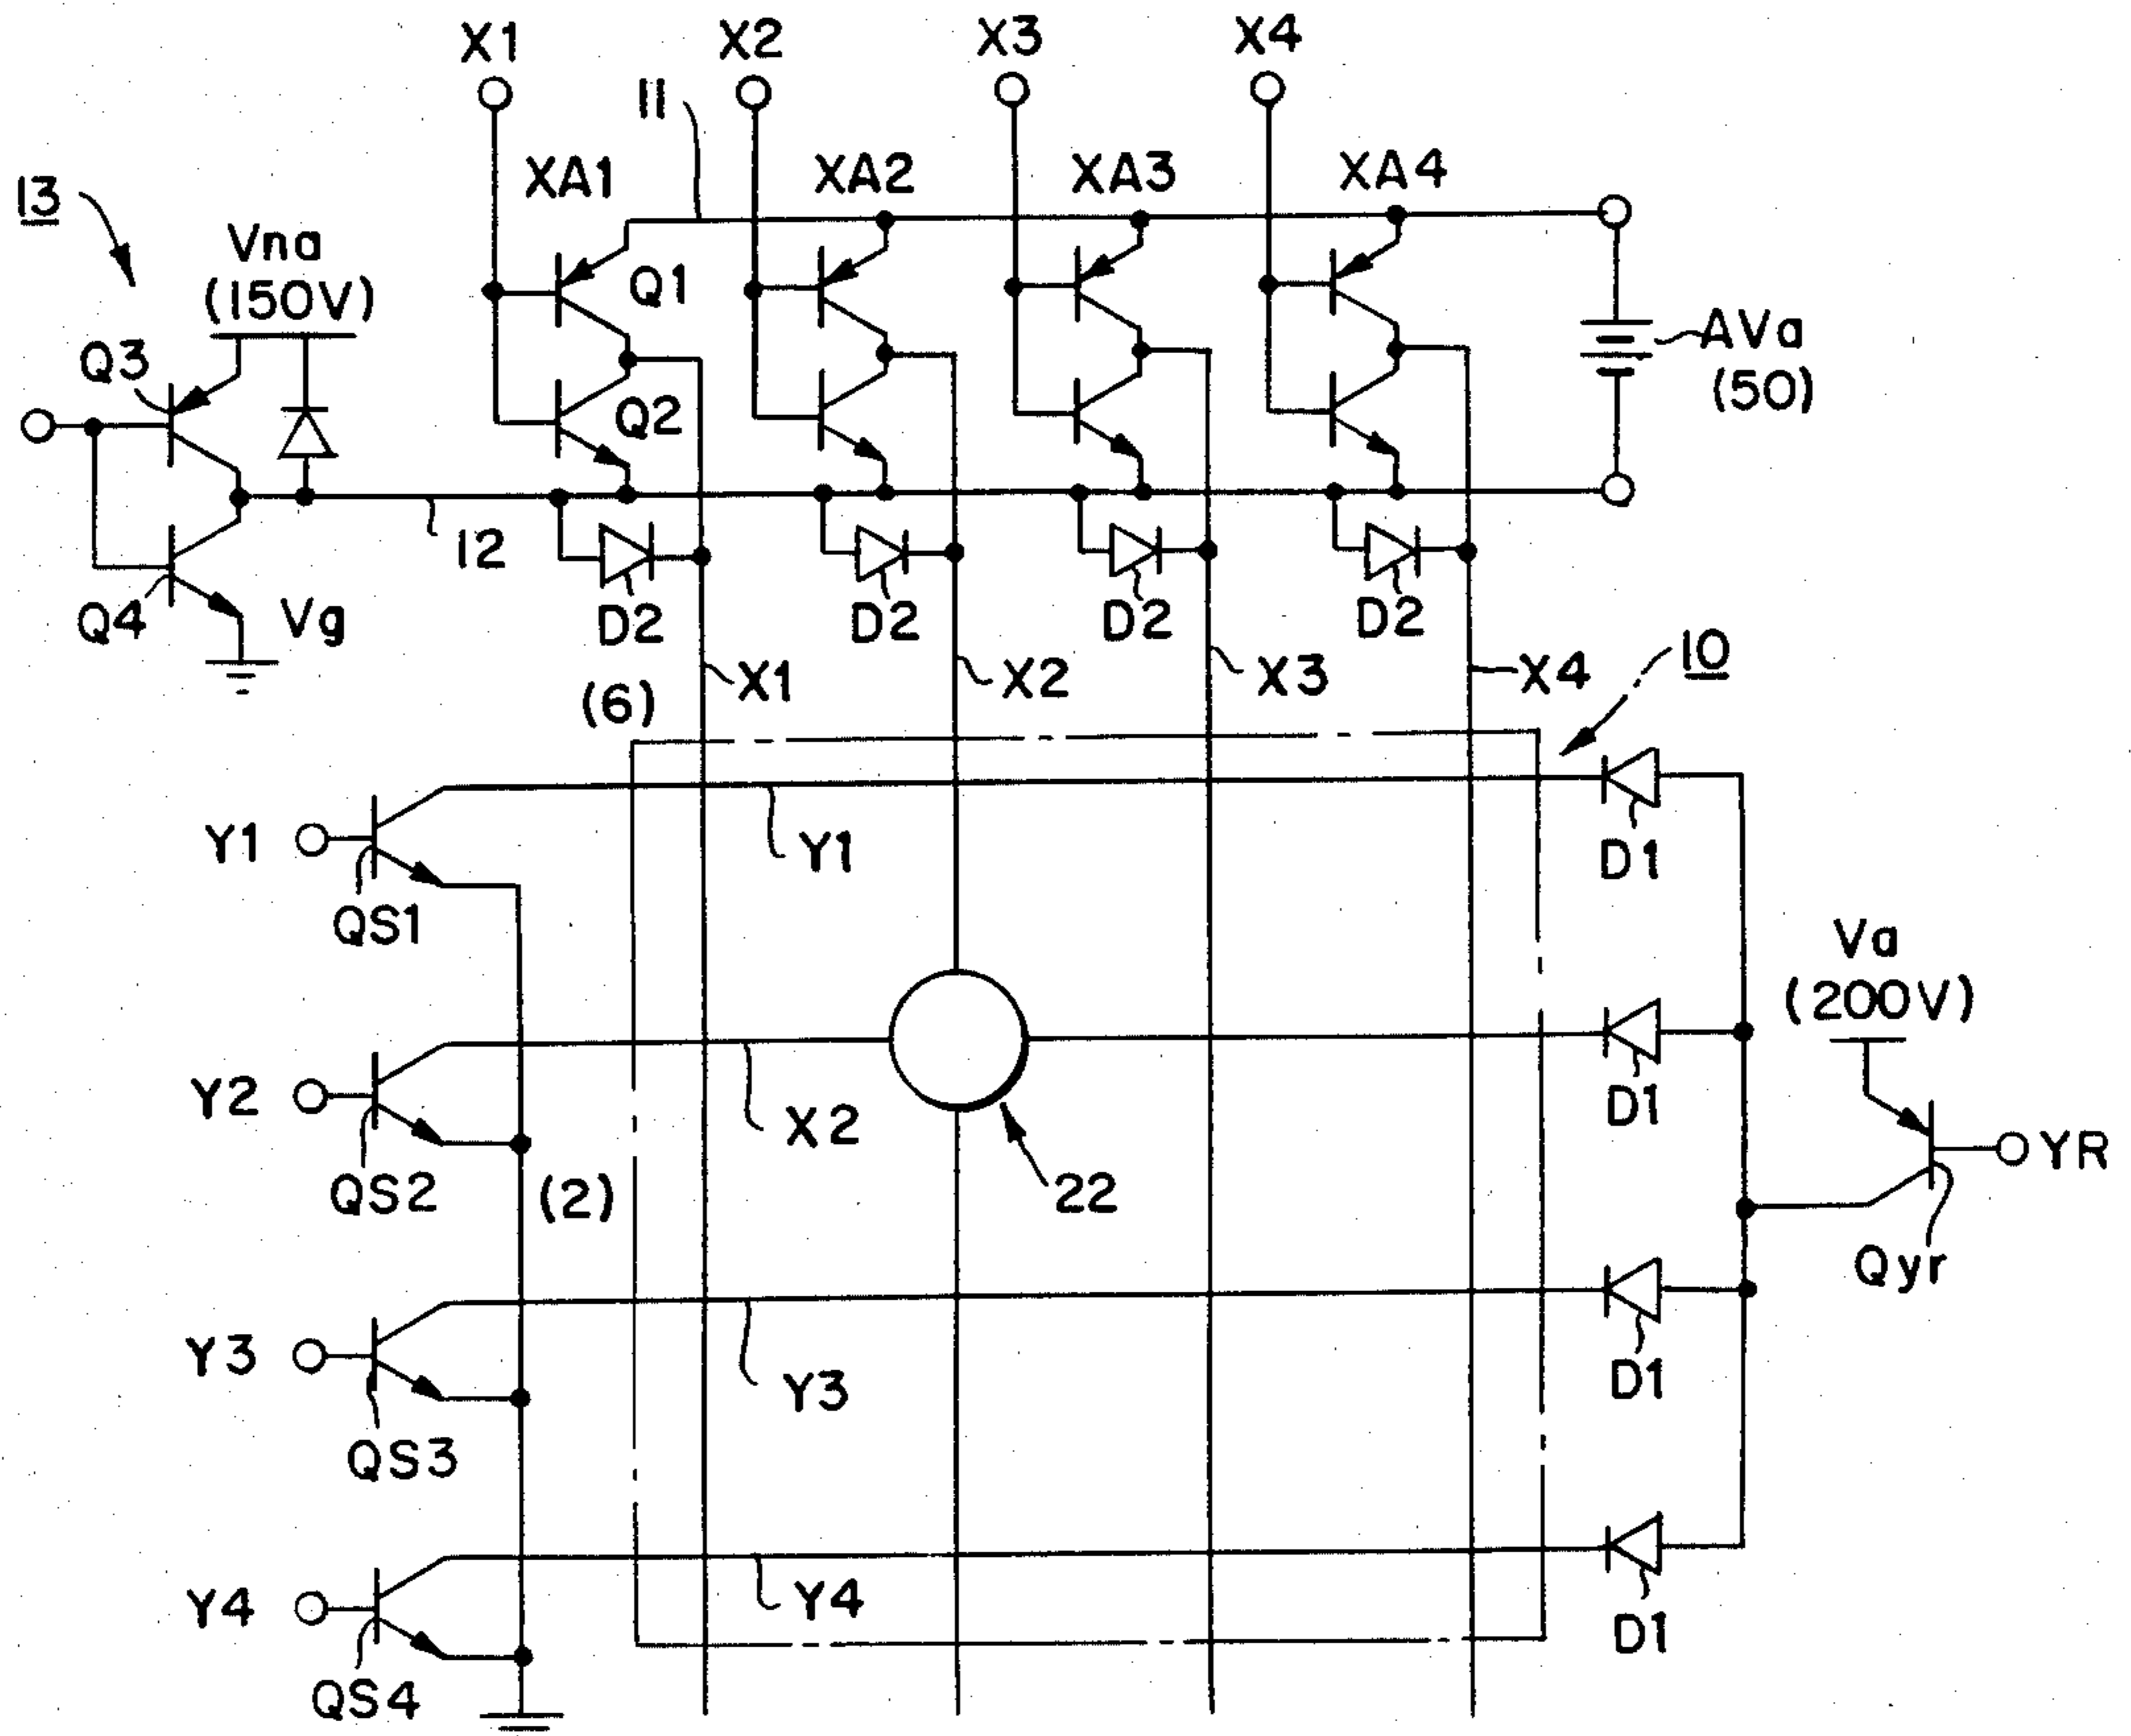 X1 X2 X3 X4
11
XA1 XA2 XA3 XA4
13
Vna
(150V)
Q1
Q3
AVa
(50)
Q2
12
Q4 Vg
D2 D2 D2 D2
10
(6) X1 X2 X3 X4
Y1 Y1 D1
QS1
Va
(200V)
Y2 X2 D1
YR
QS2 (2) 22
Qyr
Y3 Y3 D1
QS3
Y4 Y4 D1
QS4